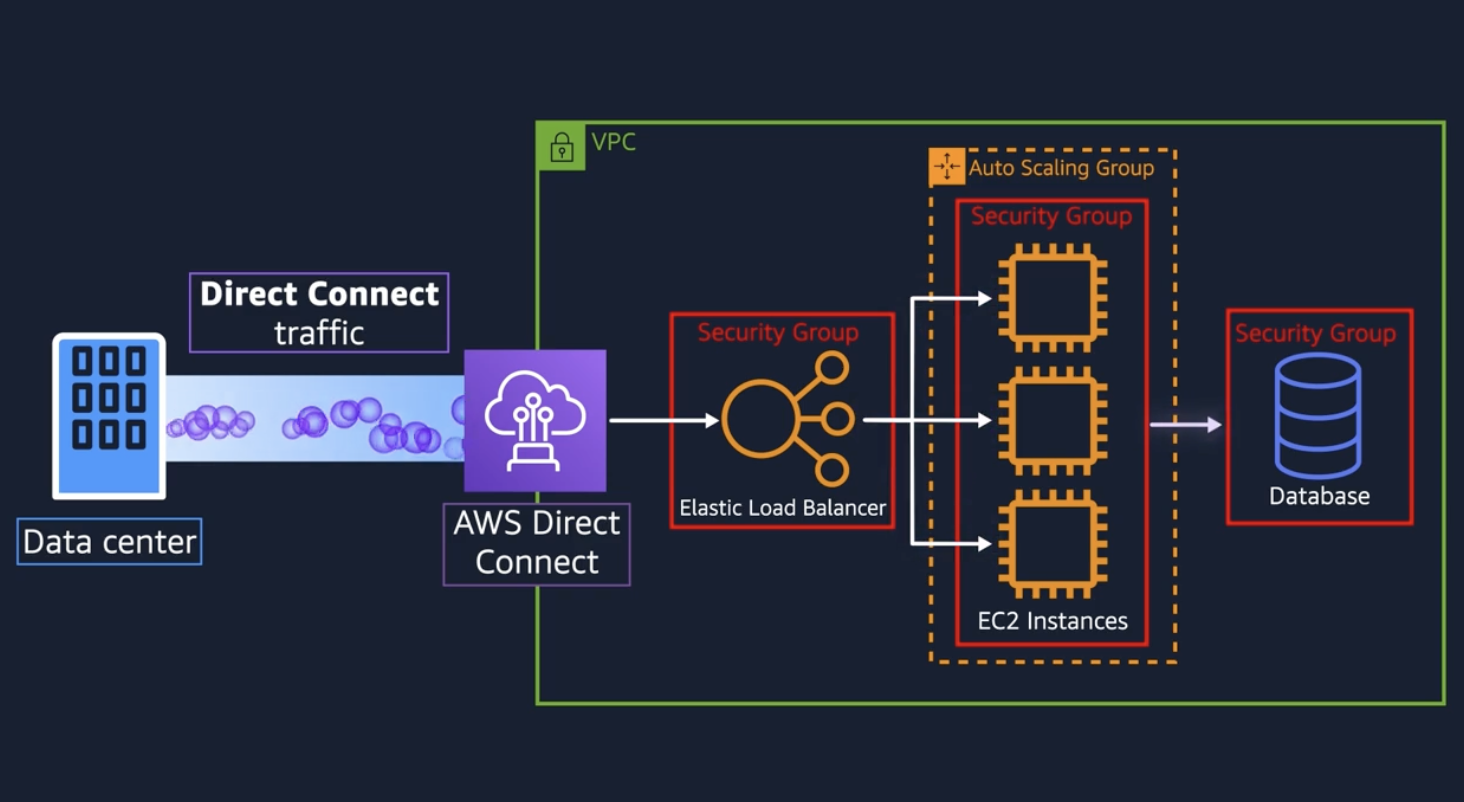 VPC
Auto Scaling Group
Security Group
Direct Connect
traffic
Security Group
Security Group
Database
Elastic Load Balancer
AWS Direct
Connect
Data center
EC2 Instances